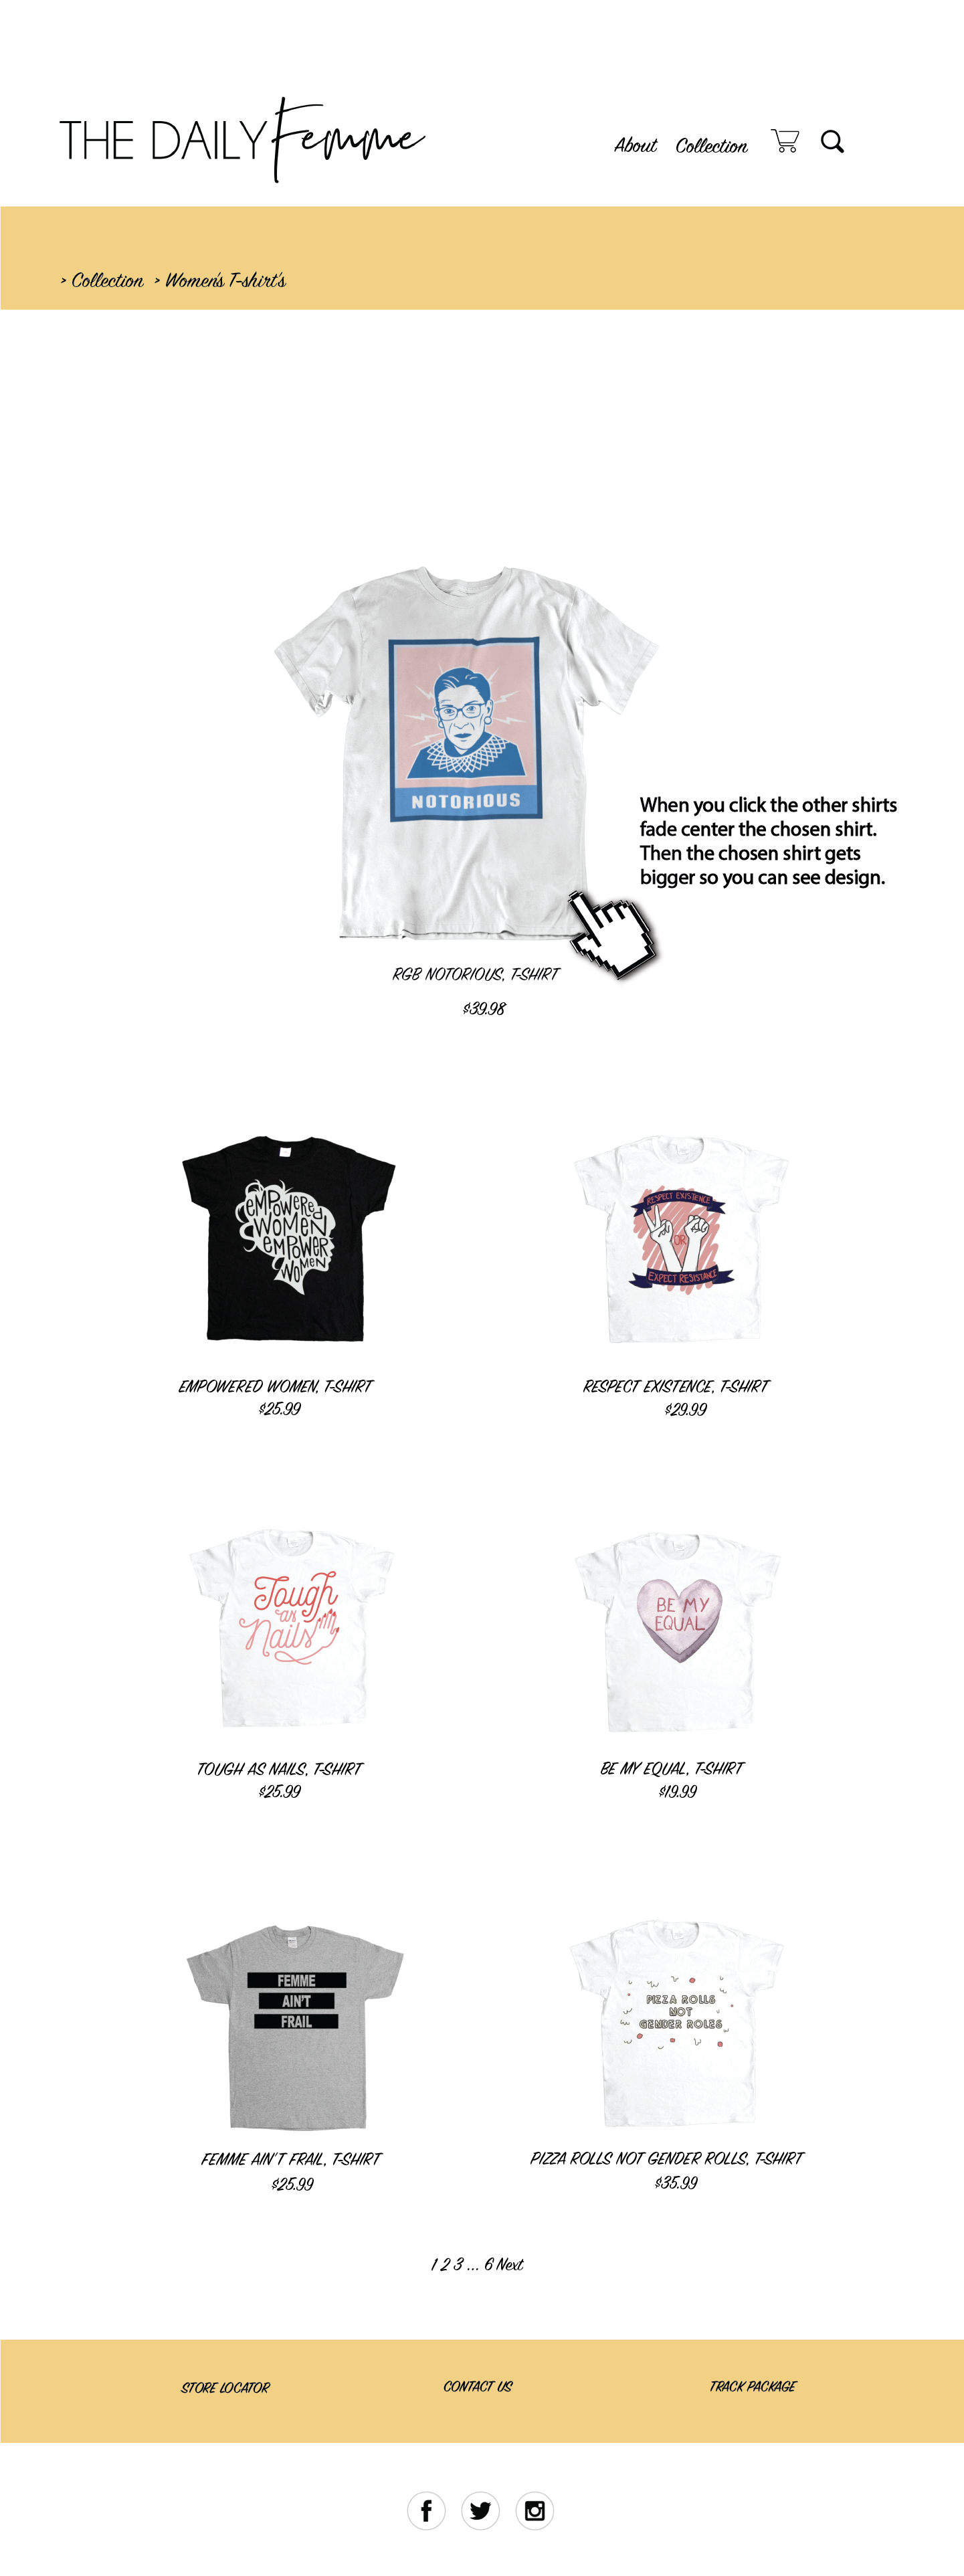 THE DAILY Femme
About Collection
> Collection > Women's T-shirt's
NOTORIOUS
When you click the other shirts
fade center the chosen shirt.
Then the chosen shirt gets
bigger so you can see design.
RGB NOTORIOUS, T-SHIRT
$39.98
EMPOWERED
WOMEN
EMPOWER
WOMEN
RESPECT EXISTENCE
OR
EXPECT RESISTANCE
EMPOWERED WOMEN, T-SHIRT
$25.99
RESPECT EXISTENCE, T-SHIRT
$29.99
Tough
as
Nails
BE MY
EQUAL
TOUGH AS NAILS, T-SHIRT
$25.99
BE MY EQUAL, T-SHIRT
$19.99
FEMME
AIN'T
FRAIL
PIZZA ROLLS
NOT
GENDER ROLES
FEMME AIN'T FRAIL, T-SHIRT
$25.99
PIZZA ROLLS NOT GENDER ROLLS, T-SHIRT
$35.99
1 2 3 ... 6 Next
STORE LOCATOR
CONTACT US
TRACK PACKAGE